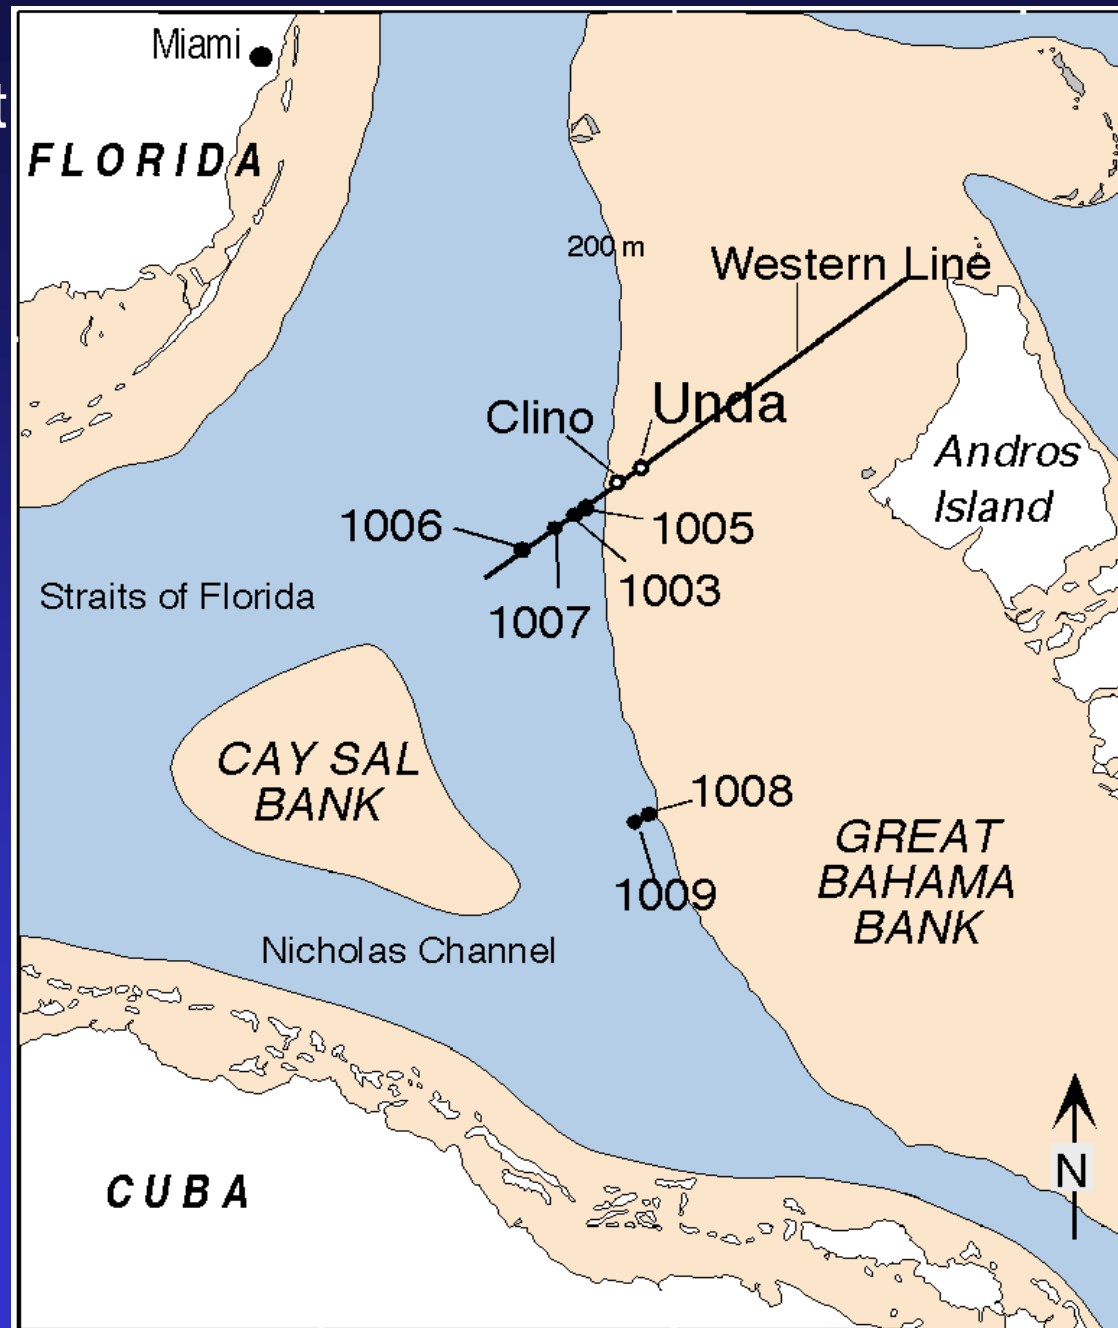 Miami
t
FLORIDA
200 m
Western Line
Unda
Clino
Andros
Island
1006
1005
1003
1007
Straits of Florida
CAY SAL
BANK
1008
GREAT
BAHAMA
BANK
1009
Nicholas Channel
N
CUBA